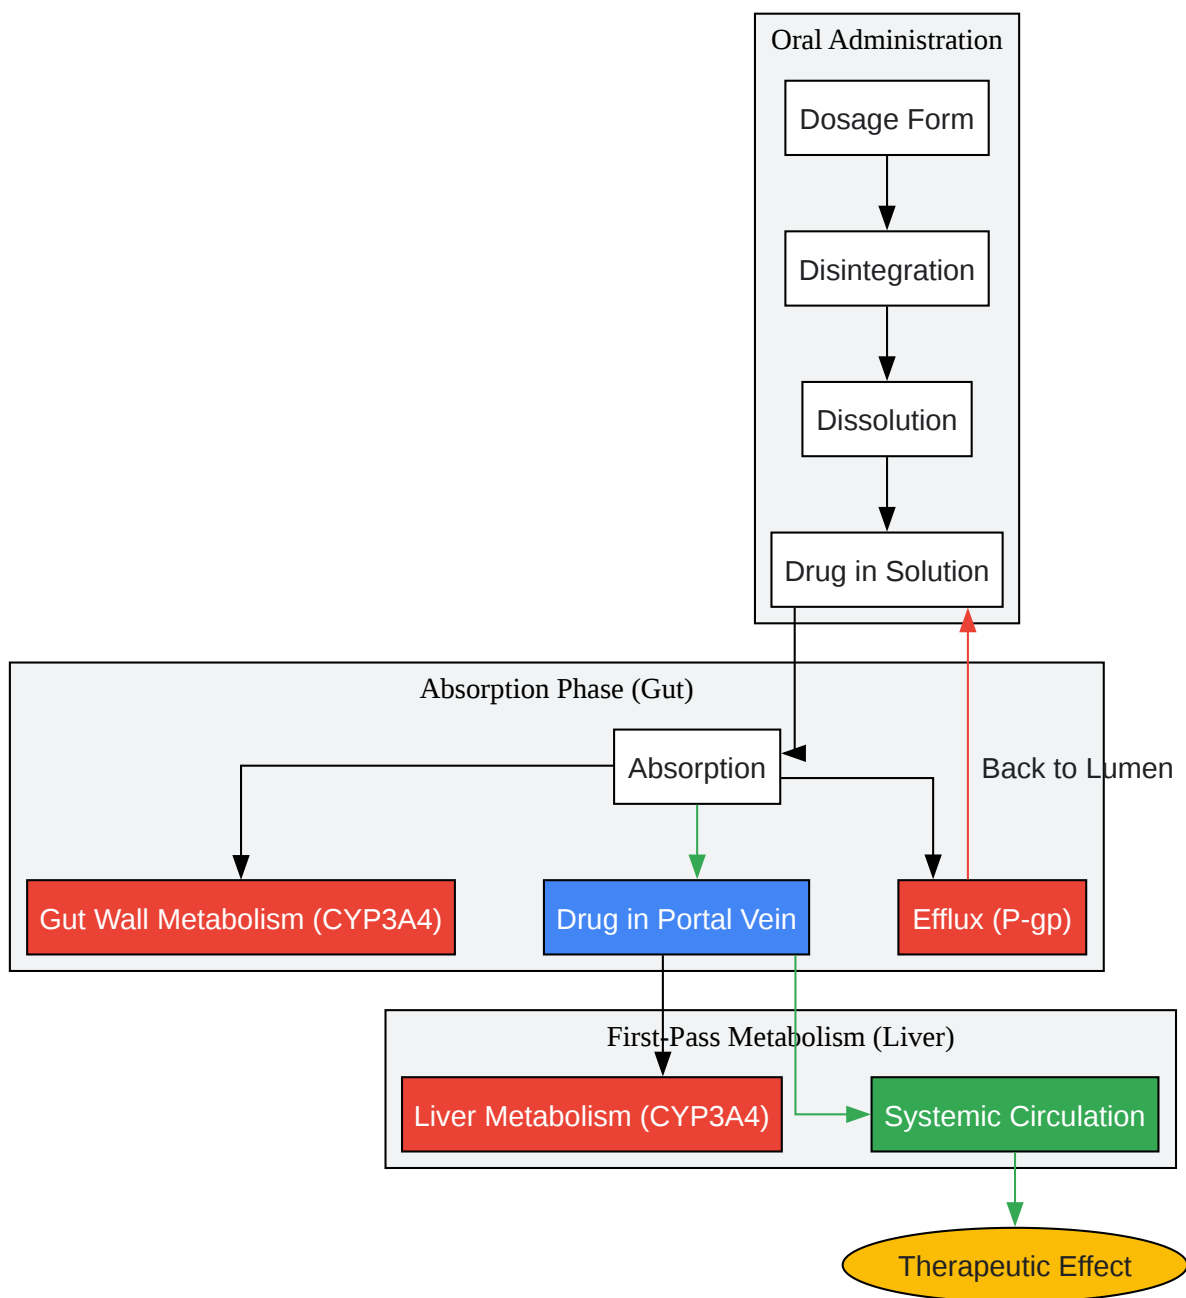 Oral Administration
Dosage Form
Disintegration
Dissolution
Drug in Solution
Absorption Phase (Gut)
Absorption
Back to Lumen
Gut Wall Metabolism (CYP3A4)
Drug in Portal Vein
Efflux (P-gp)
First-Pass Metabolism (Liver)
Liver Metabolism (CYP3A4)
Systemic Circulation
Therapeutic Effect